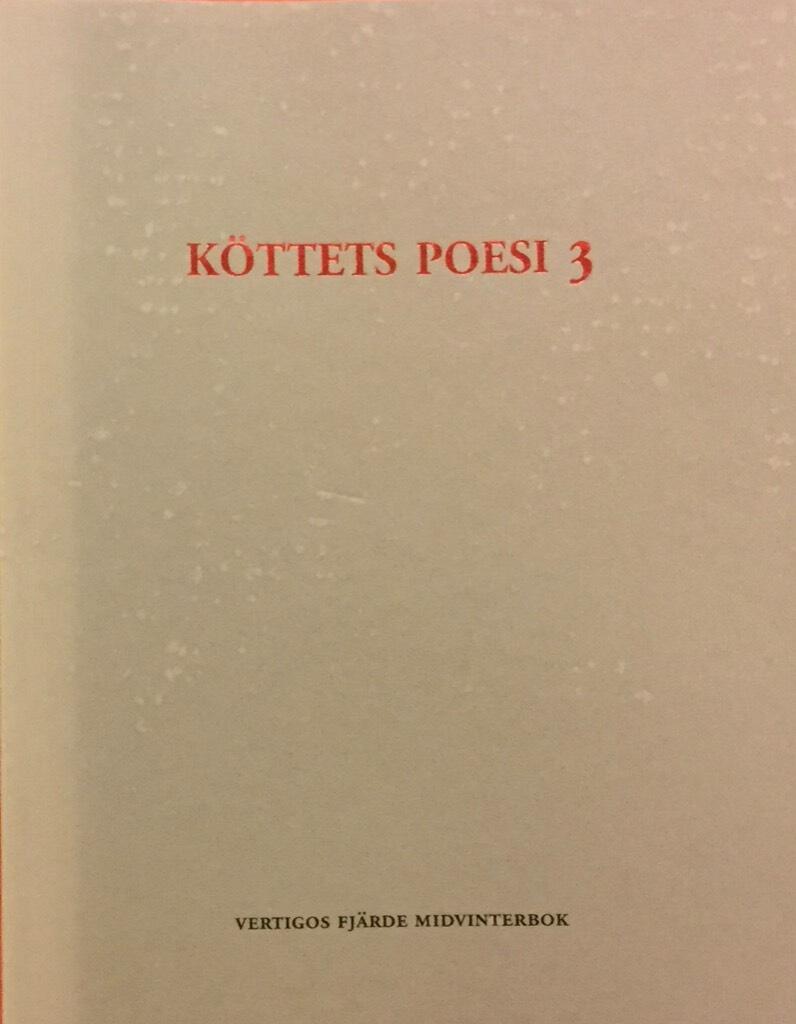 KÖTTETS POESI 3
VERTIGOS FJÄRDE MIDVINTERBOK